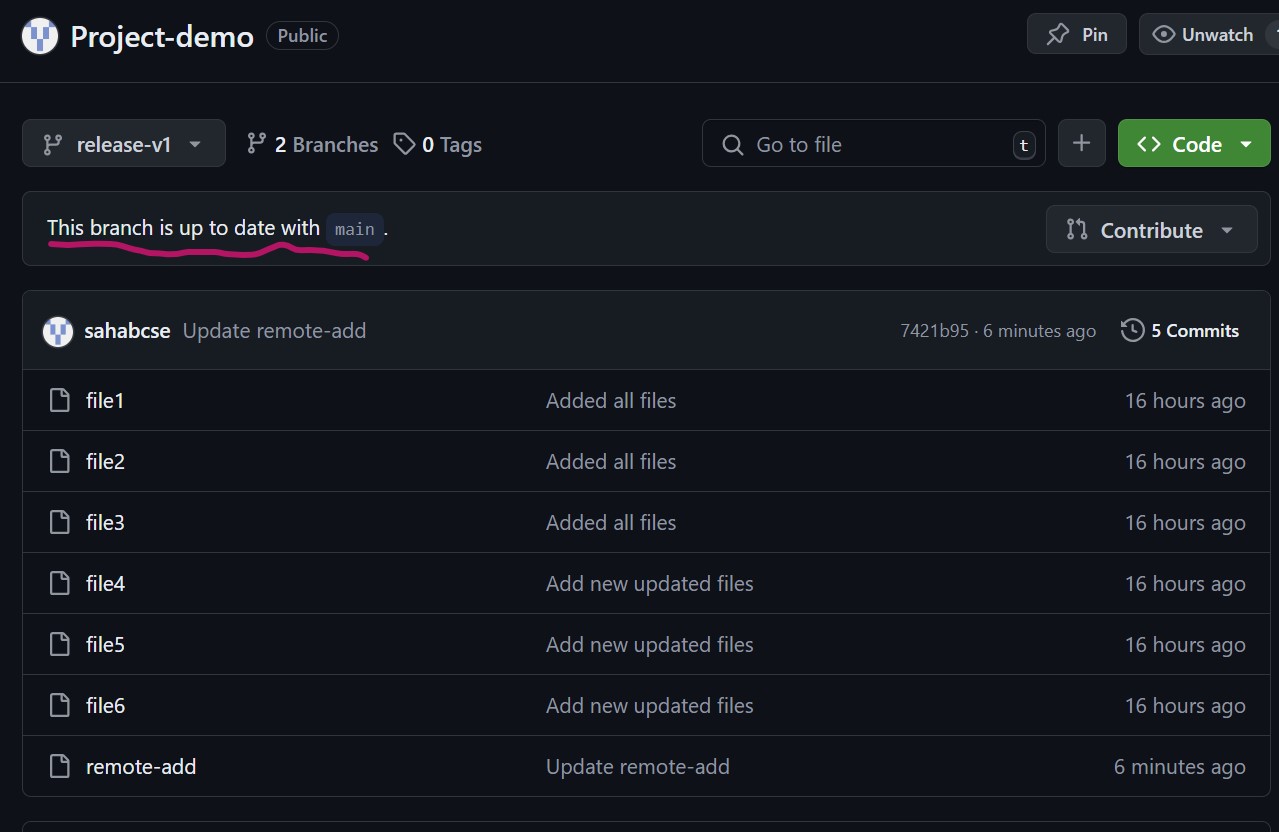 Project-demo Public Pin Unwatch
release-v1 2 Branches 0 Tags Go to file t + Code
This branch is up to date with main. Contribute
sahabcse Update remote-add 7421b95 · 6 minutes ago 5 Commits
file1 Added all files 16 hours ago
file2 Added all files 16 hours ago
file3 Added all files 16 hours ago
file4 Add new updated files 16 hours ago
file5 Add new updated files 16 hours ago
file6 Add new updated files 16 hours ago
remote-add Update remote-add 6 minutes ago